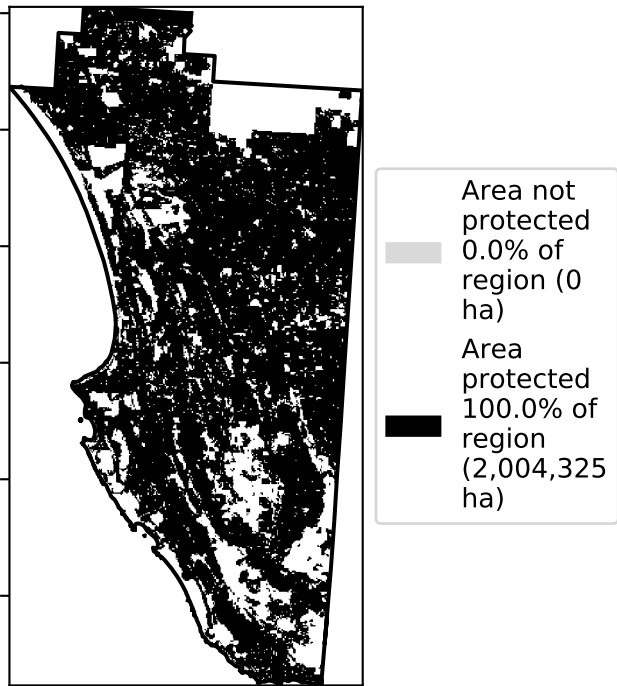 Area not
protected
0.0% of
region (0
ha)
Area
protected
100.0% of
region
(2,004,325
ha)